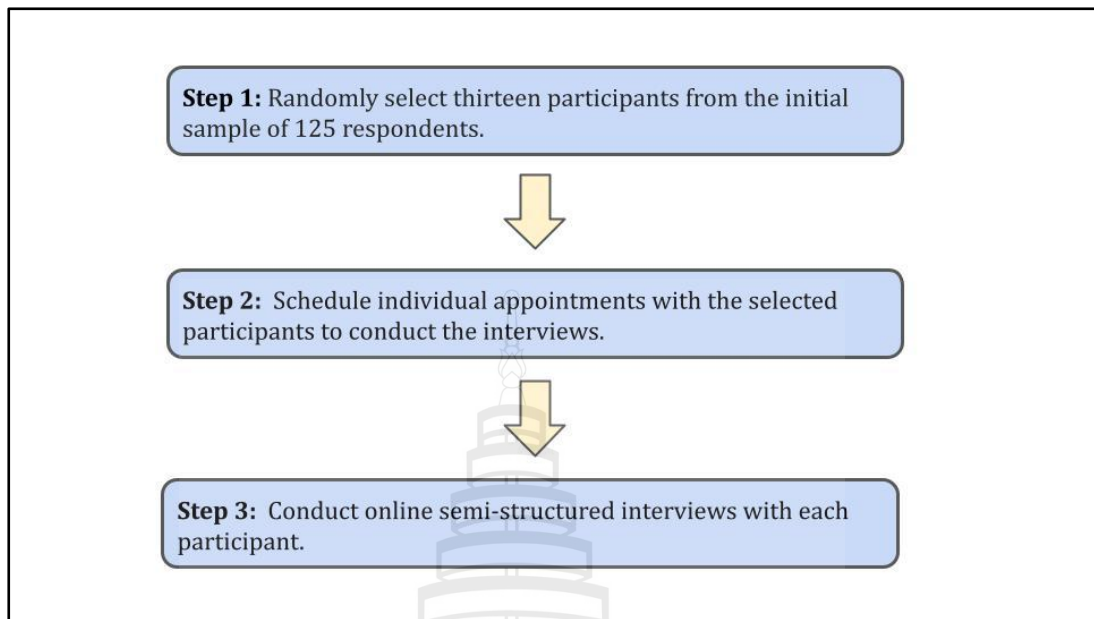 Step 1: Randomly select thirteen participants from the initial
sample of 125 respondents.
Step 2: Schedule individual appointments with the selected
participants to conduct the interviews.
Step 3: Conduct online semi-structured interviews with each
participant.